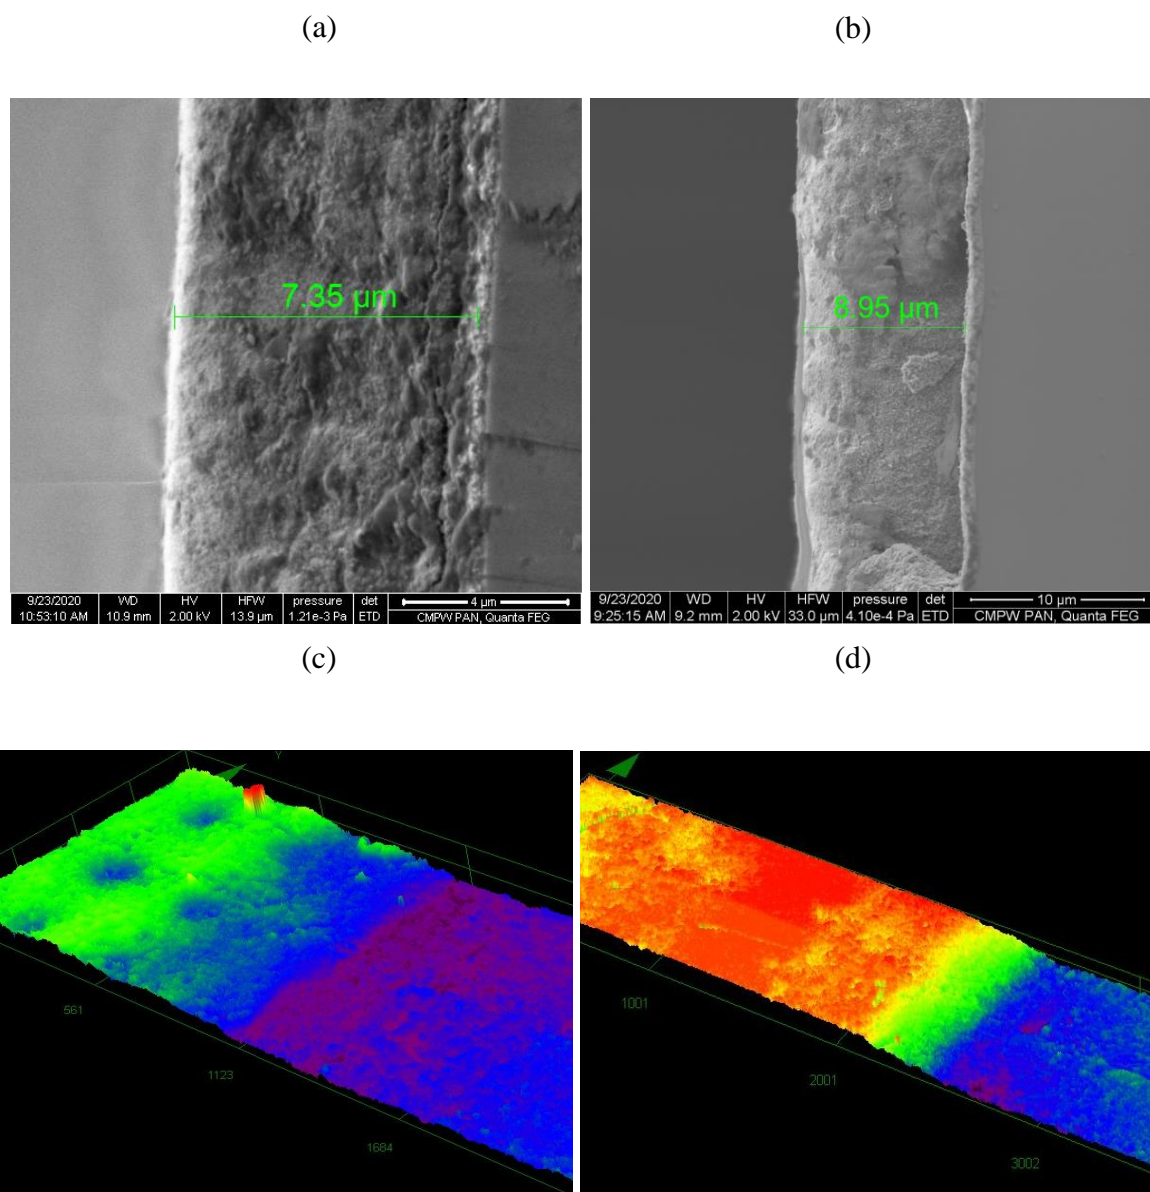 (a)
(b)
7.35 µm
8.95 µm
9/23/2020 WD HV HFW pressure det 4 µm
10:53:10 AM 10.9 mm 2.00 kV 13.9 µm 1.21e-3 Pa ETD CMPW PAN, Quanta FEG
9/23/2020 WD HV HFW pressure det 10 µm
9:25:15 AM 9.2 mm 2.00 kV 33.0 µm 4.10e-4 Pa ETD CMPW PAN, Quanta FEG
(c)
(d)
561
1123
1684
1001
2001
3002